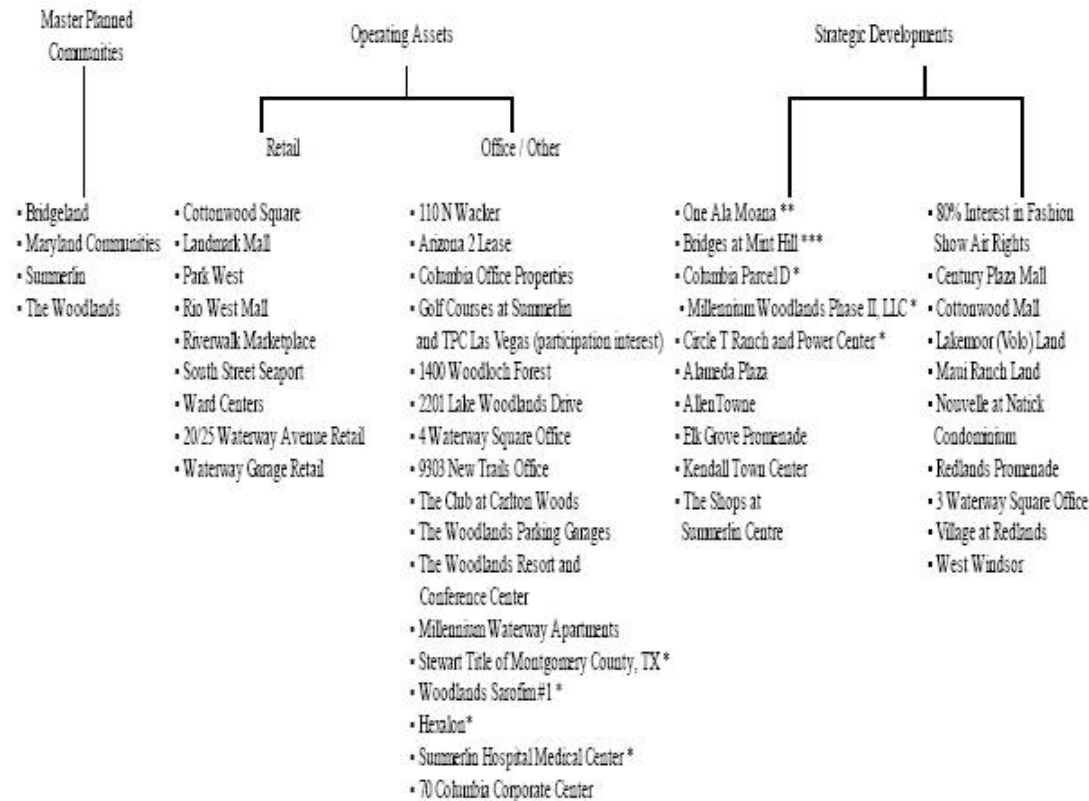 Master Planned
Communities
Operating Assets
Strategic Developments
Retail
Office / Other
▪ Bridgeland
▪ Maryland Communities
▪ Summerlin
▪ The Woodlands
▪ Cottonwood Square
▪ Landmark Mall
▪ Park West
▪ Rio West Mall
▪ Riverwalk Marketplace
▪ South Street Seaport
▪ Ward Centers
▪ 20/25 Waterway Avenue Retail
▪ Waterway Garage Retail
▪ 110 N Wacker
▪ Arizona 2 Lease
▪ Columbia Office Properties
▪ Golf Courses at Summerlin
and TPC Las Vegas (participation interest)
▪ 1400 Woodloch Forest
▪ 2201 Lake Woodlands Drive
▪ 4 Waterway Square Office
▪ 9303 New Trails Office
▪ The Club at Carlton Woods
▪ The Woodlands Parking Garages
▪ The Woodlands Resort and
Conference Center
▪ Millennium Waterway Apartments
▪ Stewart Title of Montgomery County, TX *
▪ Woodlands Sarofim #1 *
▪ Hexalon*
▪ Summerlin Hospital Medical Center *
▪ 70 Columbia Corporate Center
▪ One Ala Moana **
▪ Bridges at Mint Hill ***
▪ Columbia Parcel D *
▪ Millennium Woodlands Phase II, LLC *
▪ Circle T Ranch and Power Center *
▪ Alameda Plaza
▪ AllenTowne
▪ Elk Grove Promenade
▪ Kendall Town Center
▪ The Shops at
Summerlin Centre
▪ 80% Interest in Fashion
Show Air Rights
▪ Century Plaza Mall
▪ Cottonwood Mall
▪ Lakemoor (Volo) Land
▪ Maui Ranch Land
▪ Nouvelle at Natick
Condominium
▪ Redlands Promenade
▪ 3 Waterway Square Office
▪ Village at Redlands
▪ West Windsor